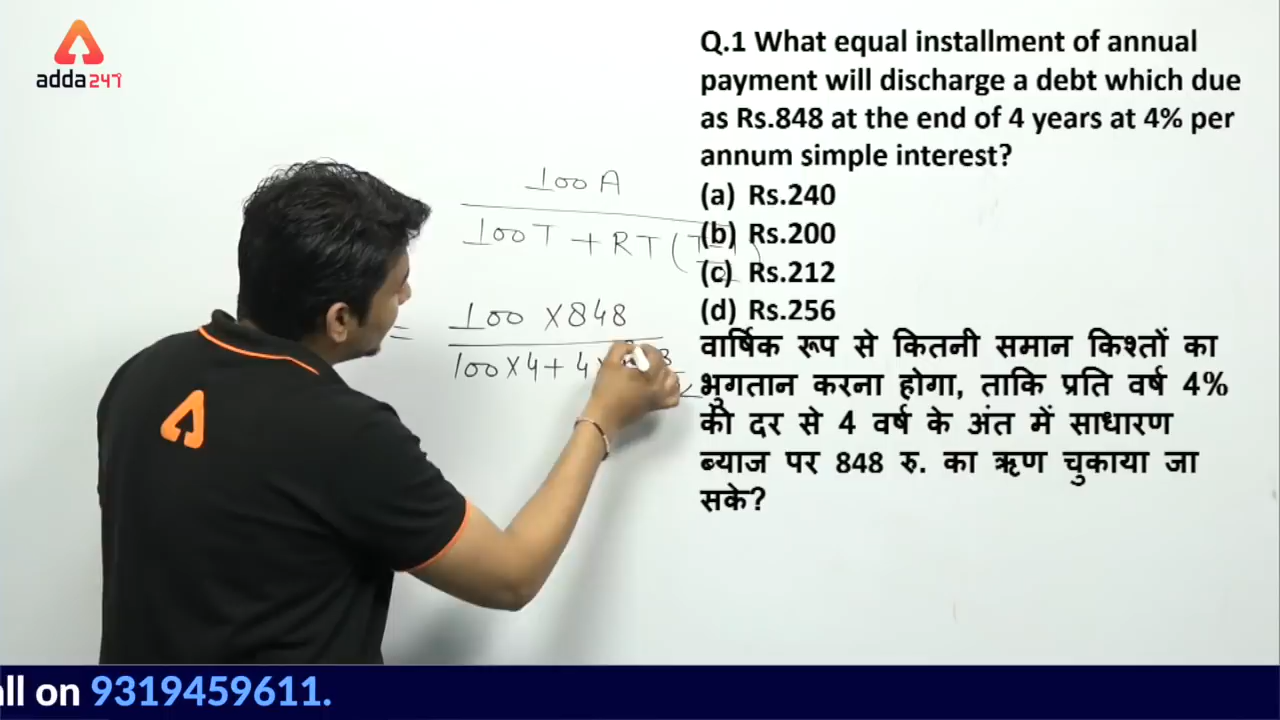 adda247
Q.1 What equal installment of annual
payment will discharge a debt which due
as Rs.848 at the end of 4 years at 4% per
annum simple interest?
(a) Rs.240
(b) Rs.200
(c) Rs.212
(d) Rs.256
वार्षिक रूप से कितनी समान किश्तों का
भुगतान करना होगा, ताकि प्रति वर्ष 4%
की दर से 4 वर्ष के अंत में साधारण
ब्याज पर 848 रु. का ऋण चुकाया जा
सके?
100 A
100T + RT (
= 100 × 848
100 × 4 + 4 ×
all on 9319459611.